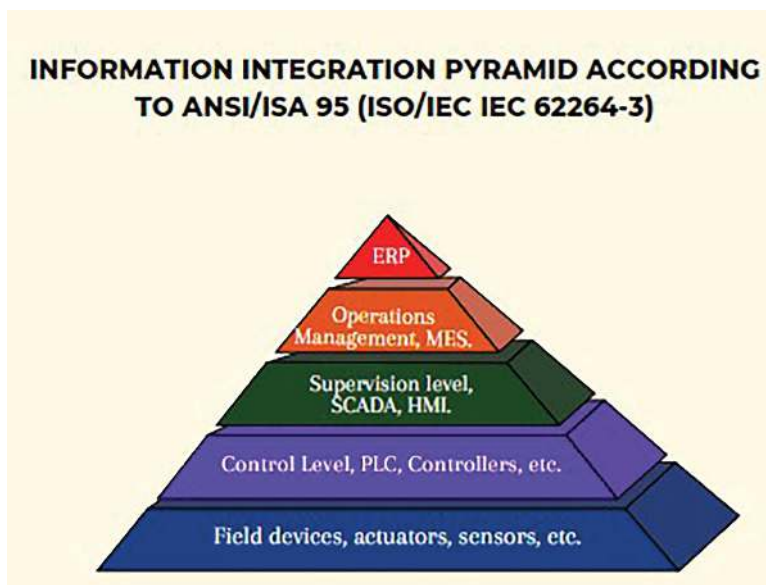 INFORMATION INTEGRATION PYRAMID ACCORDING
TO ANSI/ISA 95 (ISO/IEC IEC 62264-3)
ERP
Operations
Management, MES.
Supervision level,
SCADA, HMI.
Control Level, PLC, Controllers, etc.
Field devices, actuators, sensors, etc.